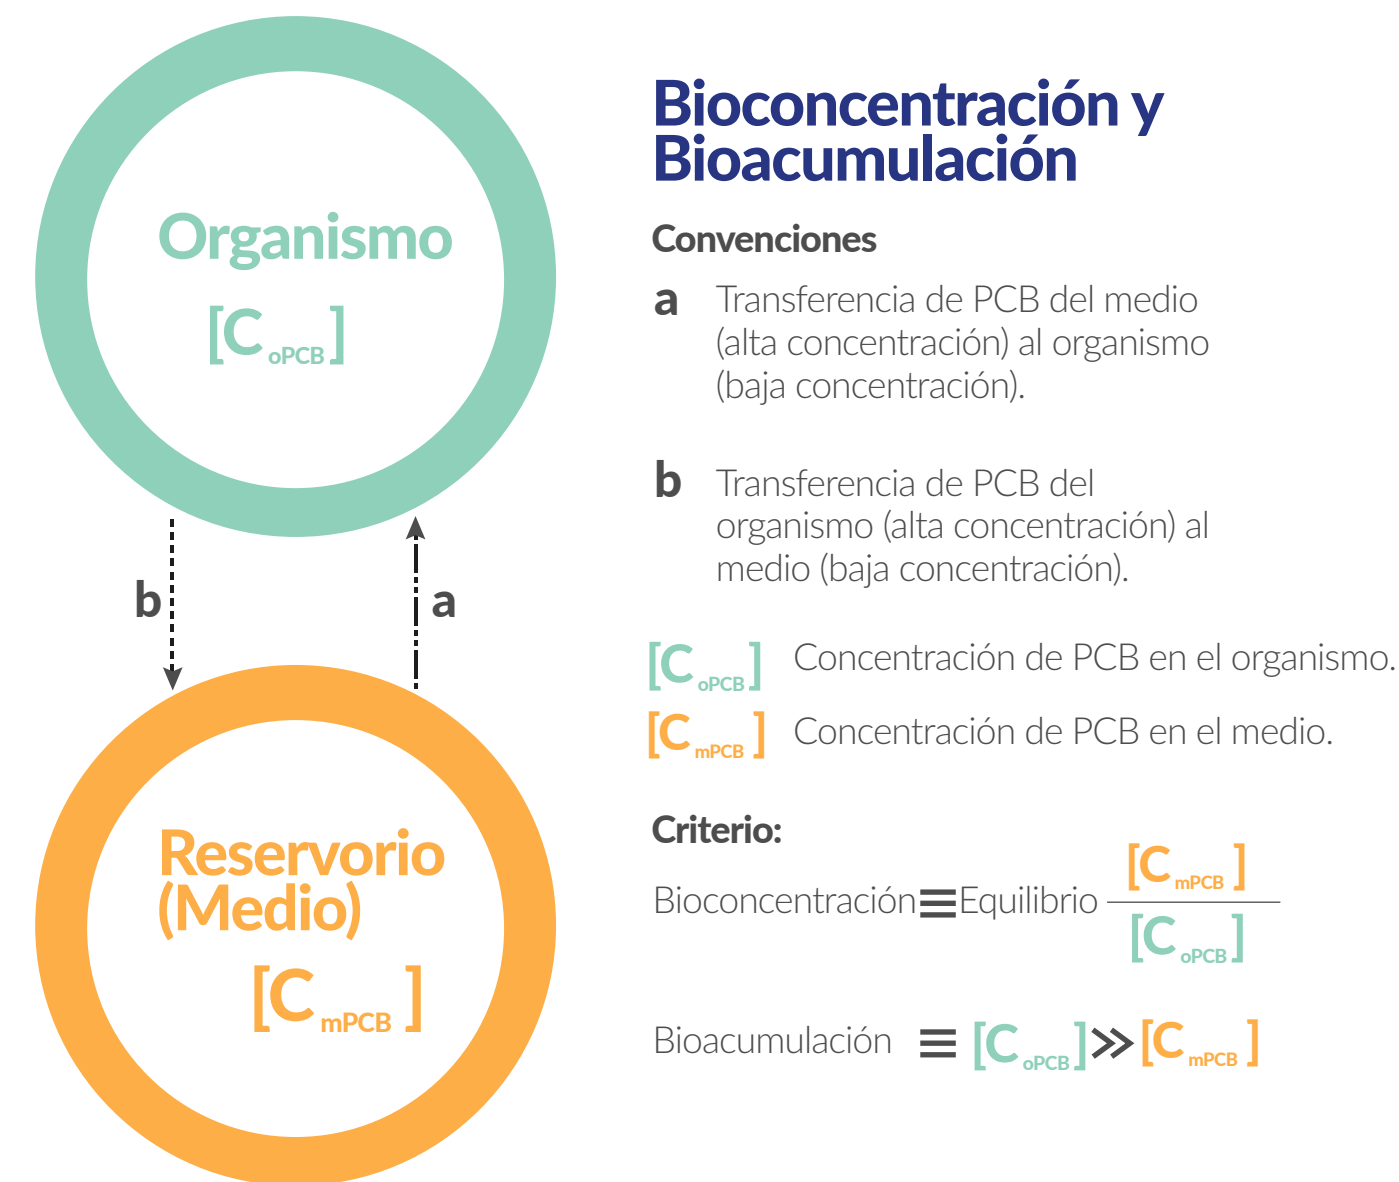 Organismo
[C oPCB]
b
a
Reservorio
(Medio)
[C mPCB ]
Bioconcentración y
Bioacumulación
Convenciones
a Transferencia de PCB del medio
(alta concentración) al organismo
(baja concentración).
b Transferencia de PCB del
organismo (alta concentración) al
medio (baja concentración).
[C oPCB] Concentración de PCB en el organismo.
[C mPCB ] Concentración de PCB en el medio.
Criterio:
[C mPCB ]
Bioconcentración≡Equilibrio
[C oPCB]
Bioacumulación ≡ [C oPCB]≫[C mPCB ]